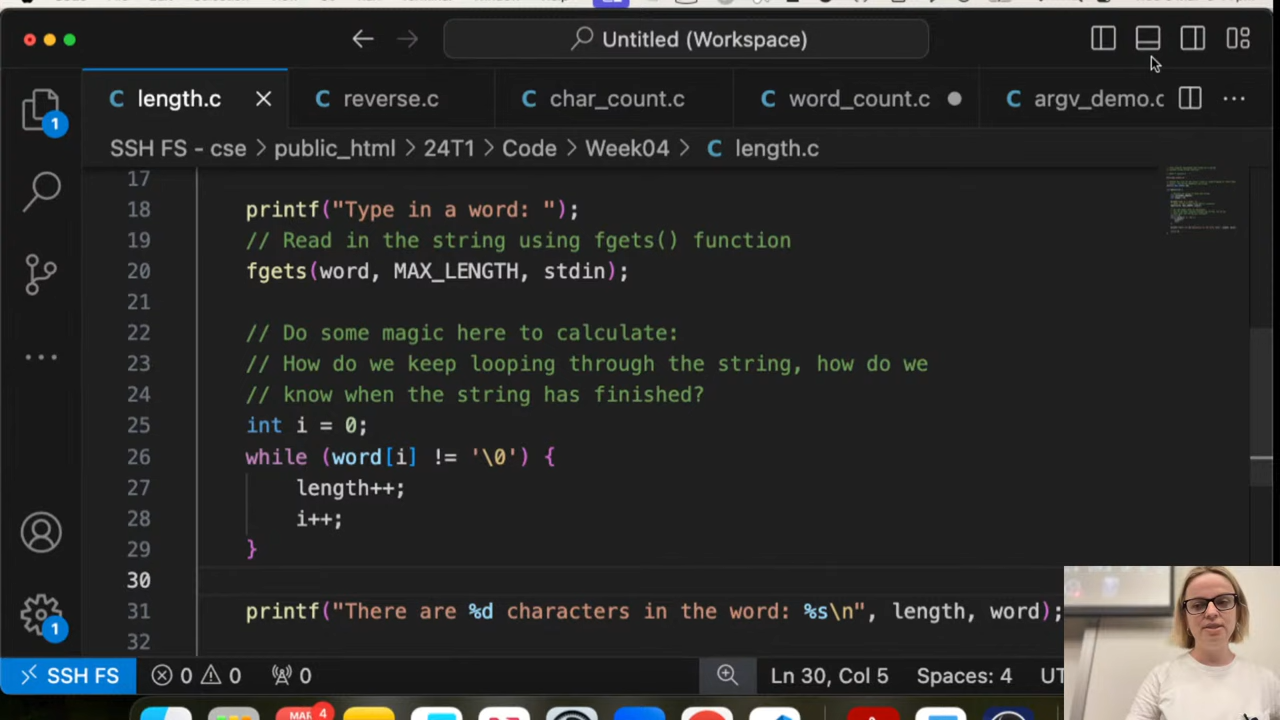 Untitled (Workspace)
C length.c
C reverse.c
C char_count.c
C word_count.c
C argv_demo.c
1
SSH FS - cse > public_html > 24T1 > Code > Week04 > C length.c
17
18 printf("Type in a word: ");
19 // Read in the string using fgets() function
20 fgets(word, MAX_LENGTH, stdin);
21
22 // Do some magic here to calculate:
23 // How do we keep looping through the string, how do we
24 // know when the string has finished?
25 int i = 0;
26 while (word[i] != '\0') {
27 length++;
28 i++;
29 }
30
31 printf("There are %d characters in the word: %s\n", length, word);
32
1
SSH FS 0 0 0 Ln 30, Col 5 Spaces: 4 UT
MAR 4